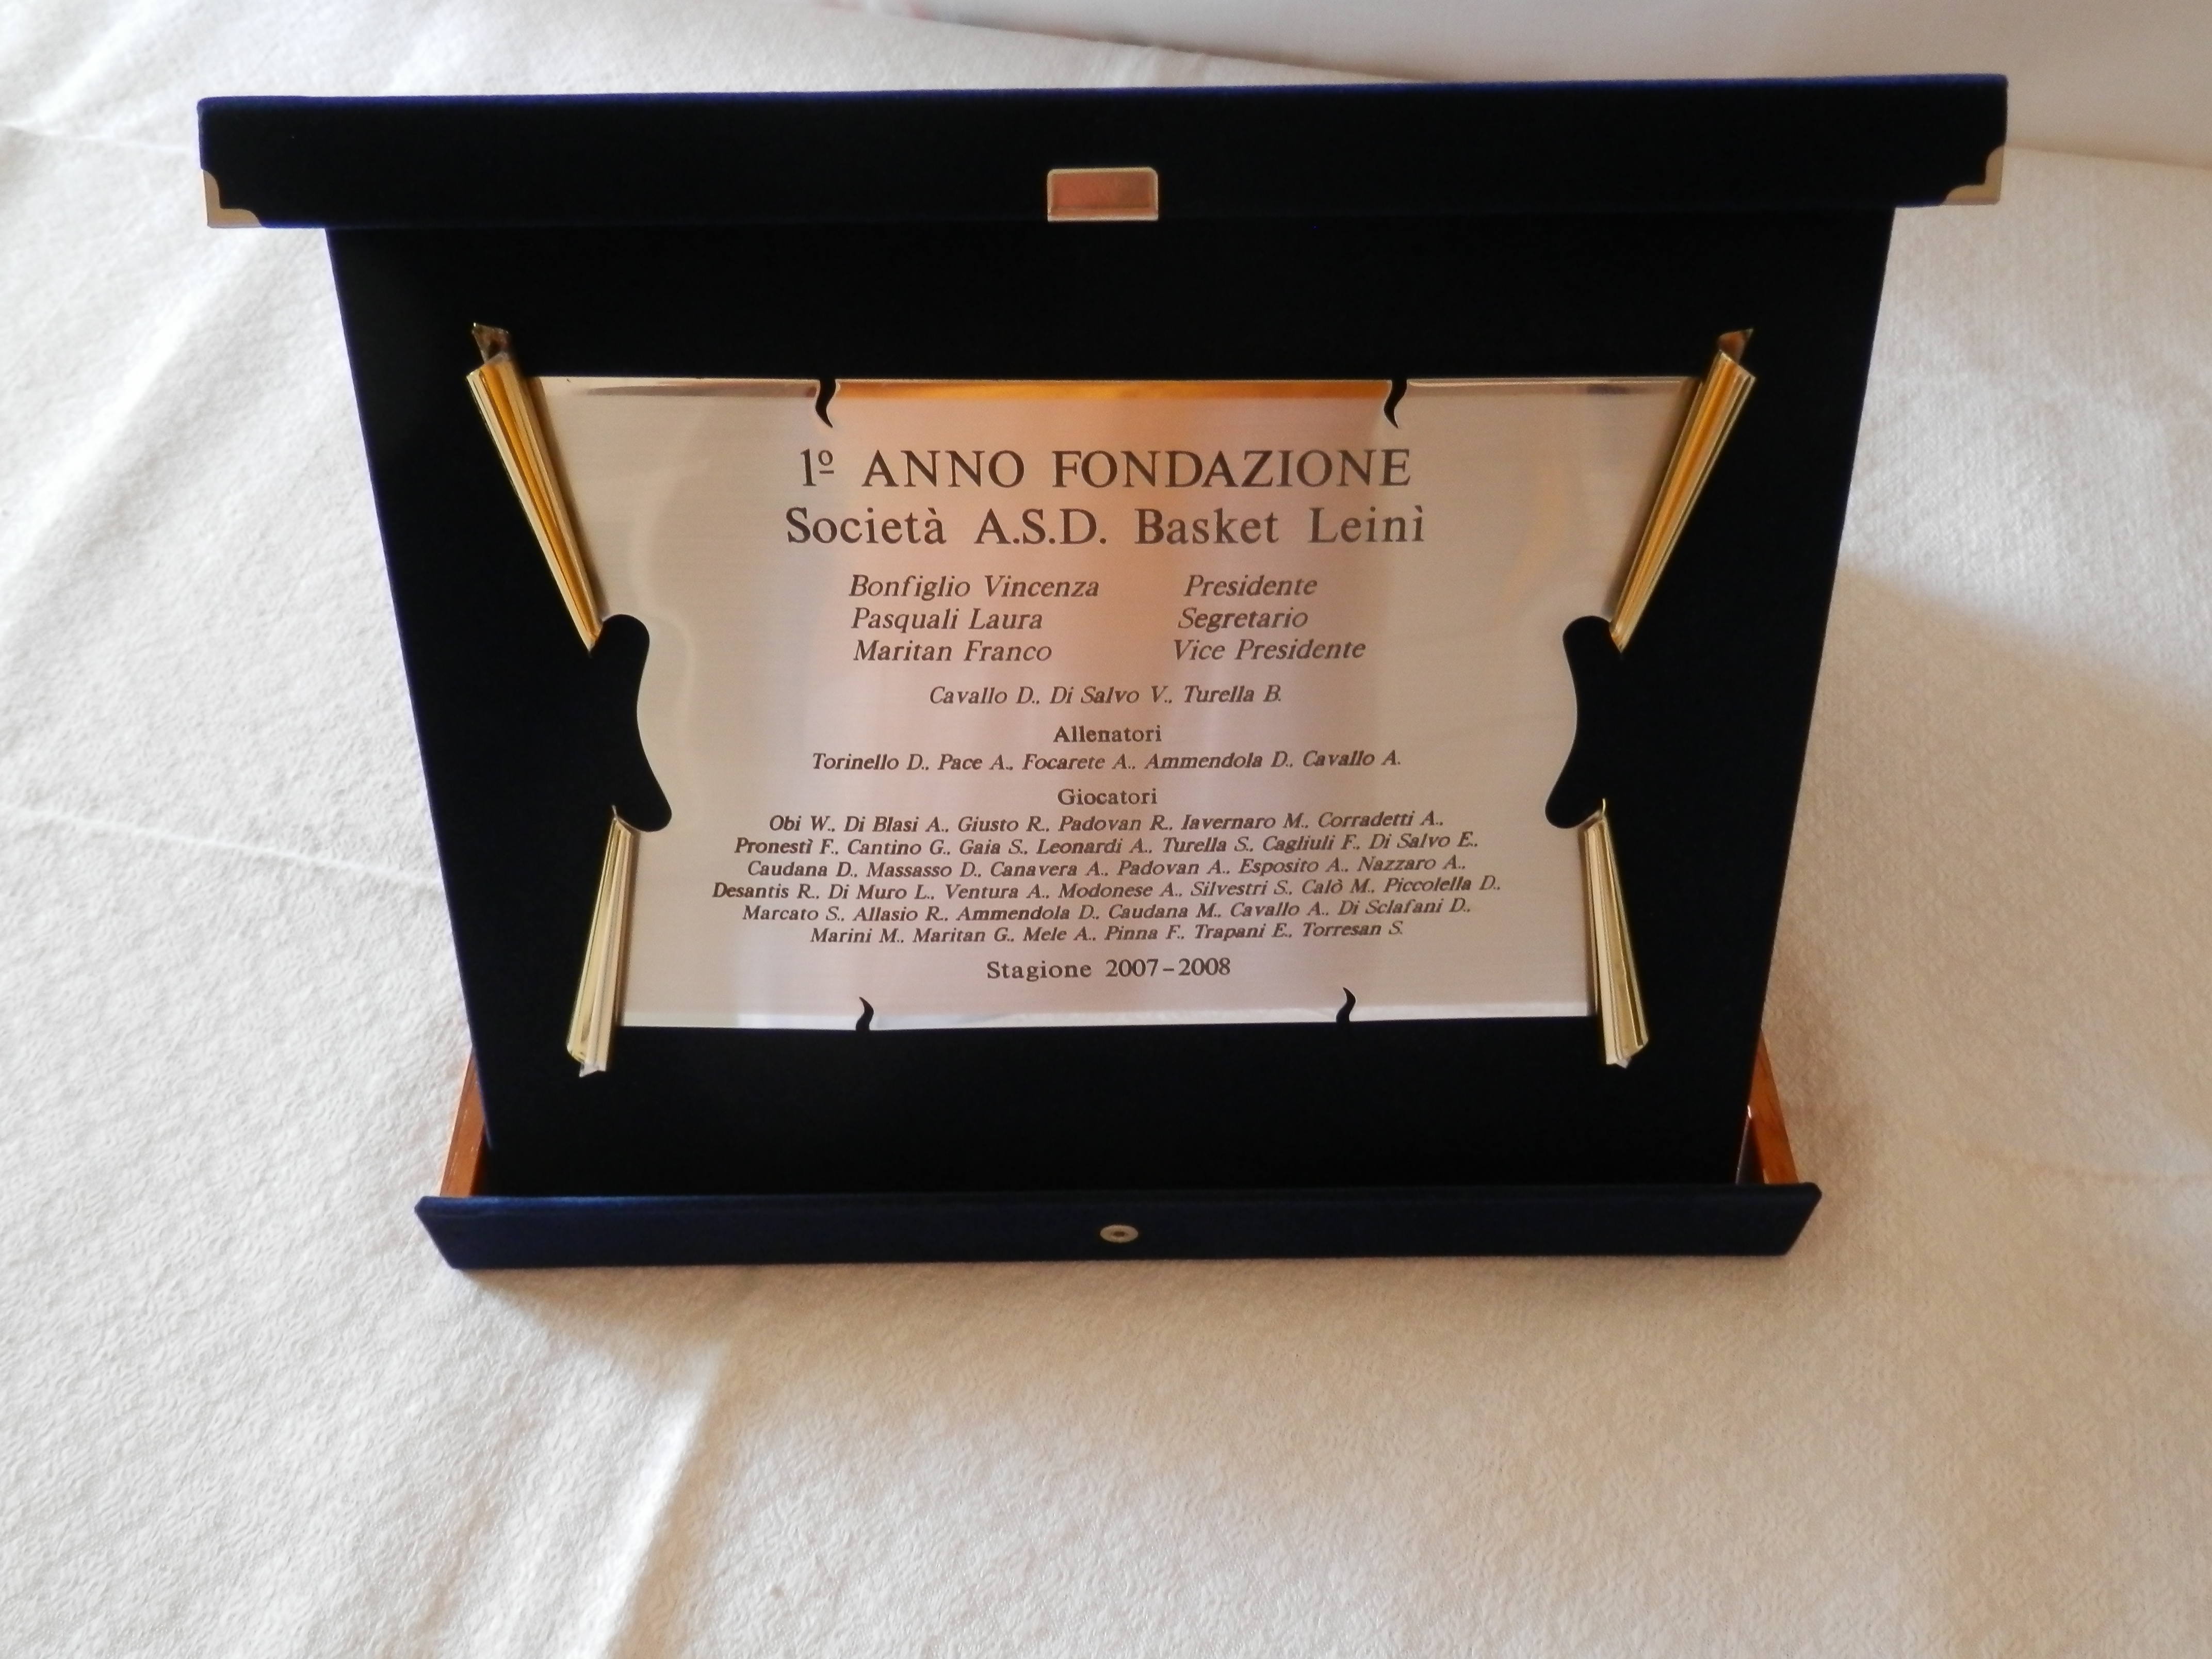 1º ANNO FONDAZIONE
Società A.S.D. Basket Leinì
Bonfiglio Vincenza Presidente
Pasquali Laura Segretario
Maritan Franco Vice Presidente
Cavallo D., Di Salvo V., Turella B.
Allenatori
Torinello D., Pace A., Focarete A., Ammendola D., Cavallo A.
Giocatori
Obi W., Di Blasi A., Giusto R., Padovan R., Iavernaro M., Corradetti A.,
Pronestì F., Cantino G., Gaia S., Leonardi A., Turella S., Cagliuli F., Di Salvo E.,
Caudana D., Massasso D., Canavera A., Padovan A., Esposito A., Nazzaro A.,
Desantis R., Di Muro L., Ventura A., Modonese A., Silvestri S., Calò M., Piccolella D.,
Marcato S., Allasio R., Ammendola D., Caudana M., Cavallo A., Di Sclafani D.,
Marini M., Maritan G., Mele A., Pinna F., Trapani E., Torresan S.
Stagione 2007-2008